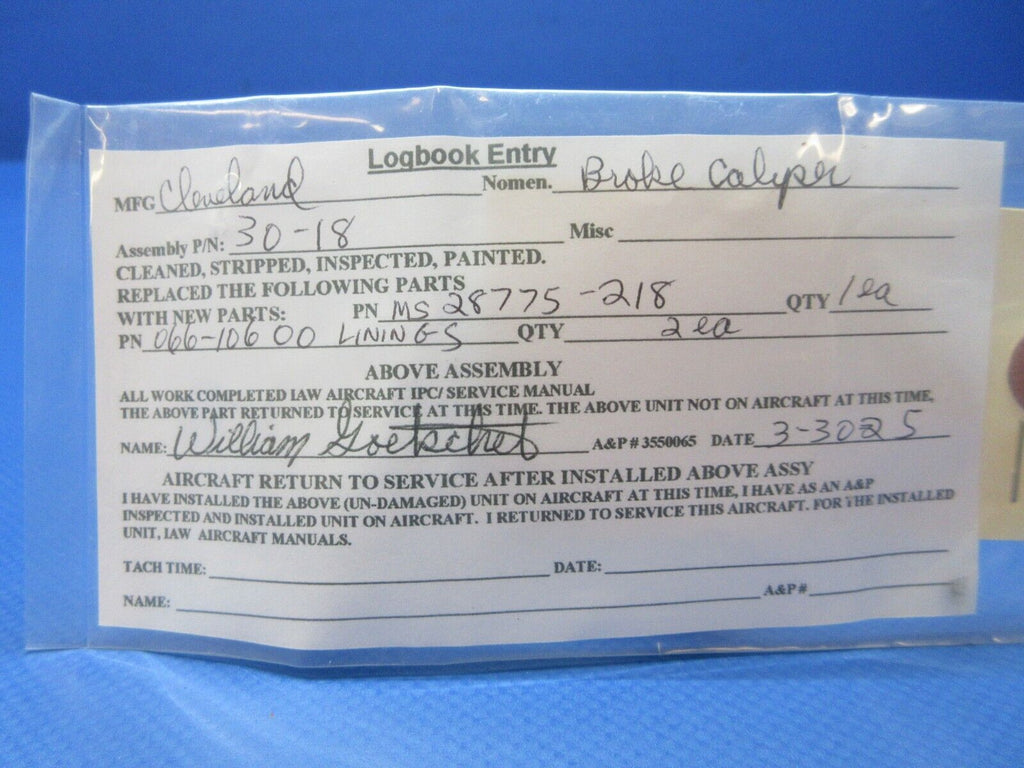 Logbook Entry
MFG Cleveland Nomen. Broke Calyper
Assembly P/N: 30-18 Misc
CLEANED, STRIPPED, INSPECTED, PAINTED.
REPLACED THE FOLLOWING PARTS
WITH NEW PARTS: PN MS 28775-218 QTY 1ea
PN 066-106 00 LININGS QTY 2ea
ABOVE ASSEMBLY
ALL WORK COMPLETED IAW AIRCRAFT IPC/ SERVICE MANUAL
THE ABOVE PART RETURNED TO SERVICE AT THIS TIME. THE ABOVE UNIT NOT ON AIRCRAFT AT THIS TIME,
NAME: William A&P # 3550065 DATE 3-3025
AIRCRAFT RETURN TO SERVICE AFTER INSTALLED ABOVE ASSY
I HAVE INSTALLED THE ABOVE (UN-DAMAGED) UNIT ON AIRCRAFT AT THIS TIME, I HAVE AS AN A&P
INSPECTED AND INSTALLED UNIT ON AIRCRAFT. I RETURNED TO SERVICE THIS AIRCRAFT. FOR THE INSTALLED
UNIT, IAW AIRCRAFT MANUALS.
TACH TIME: DATE:
NAME: A&P #